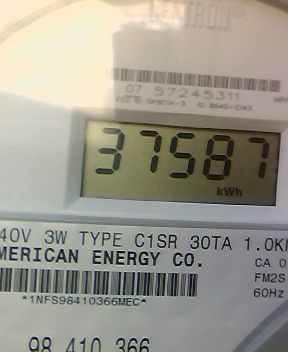 CENTRON®
07 57245311
37587
kWh
40V 3W TYPE C1SR 30TA 1.0K
MERICAN ENERGY CO.
CA 0
FM2S
60Hz
*1NFS98410366MEC*
98 410 366